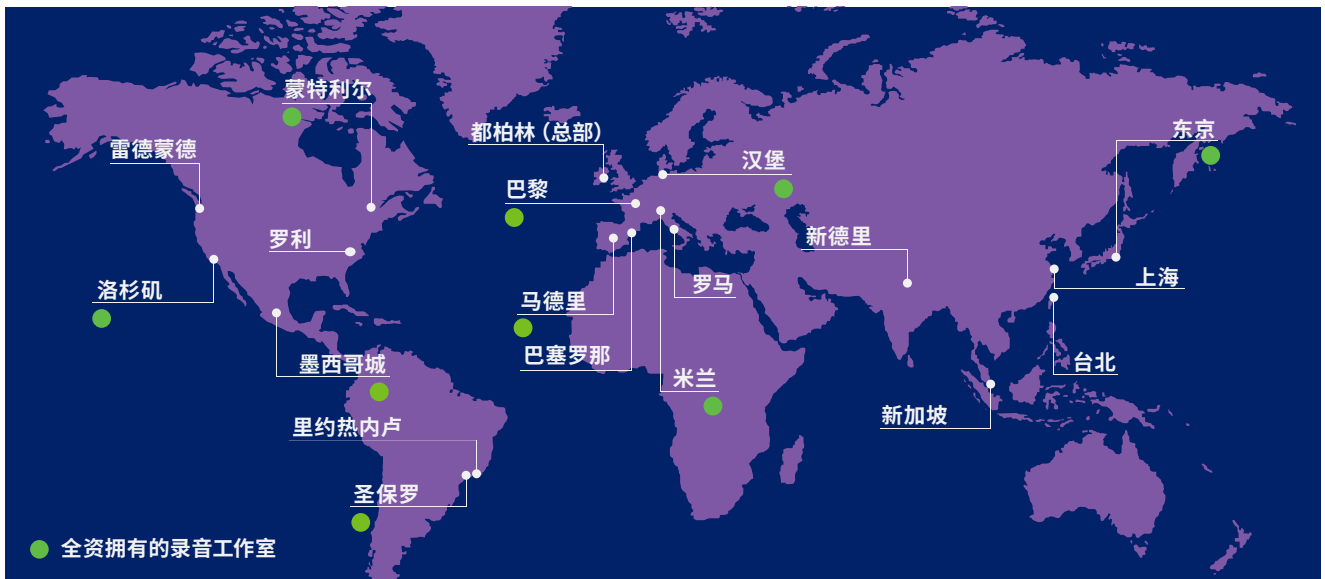 蒙特利尔
都柏林（总部）
东京
雷德蒙德
汉堡
巴黎
罗利
新德里
洛杉矶
马德里
罗马
上海
墨西哥城
巴塞罗那
米兰
台北
里约热内卢
新加坡
圣保罗
全资拥有的录音工作室